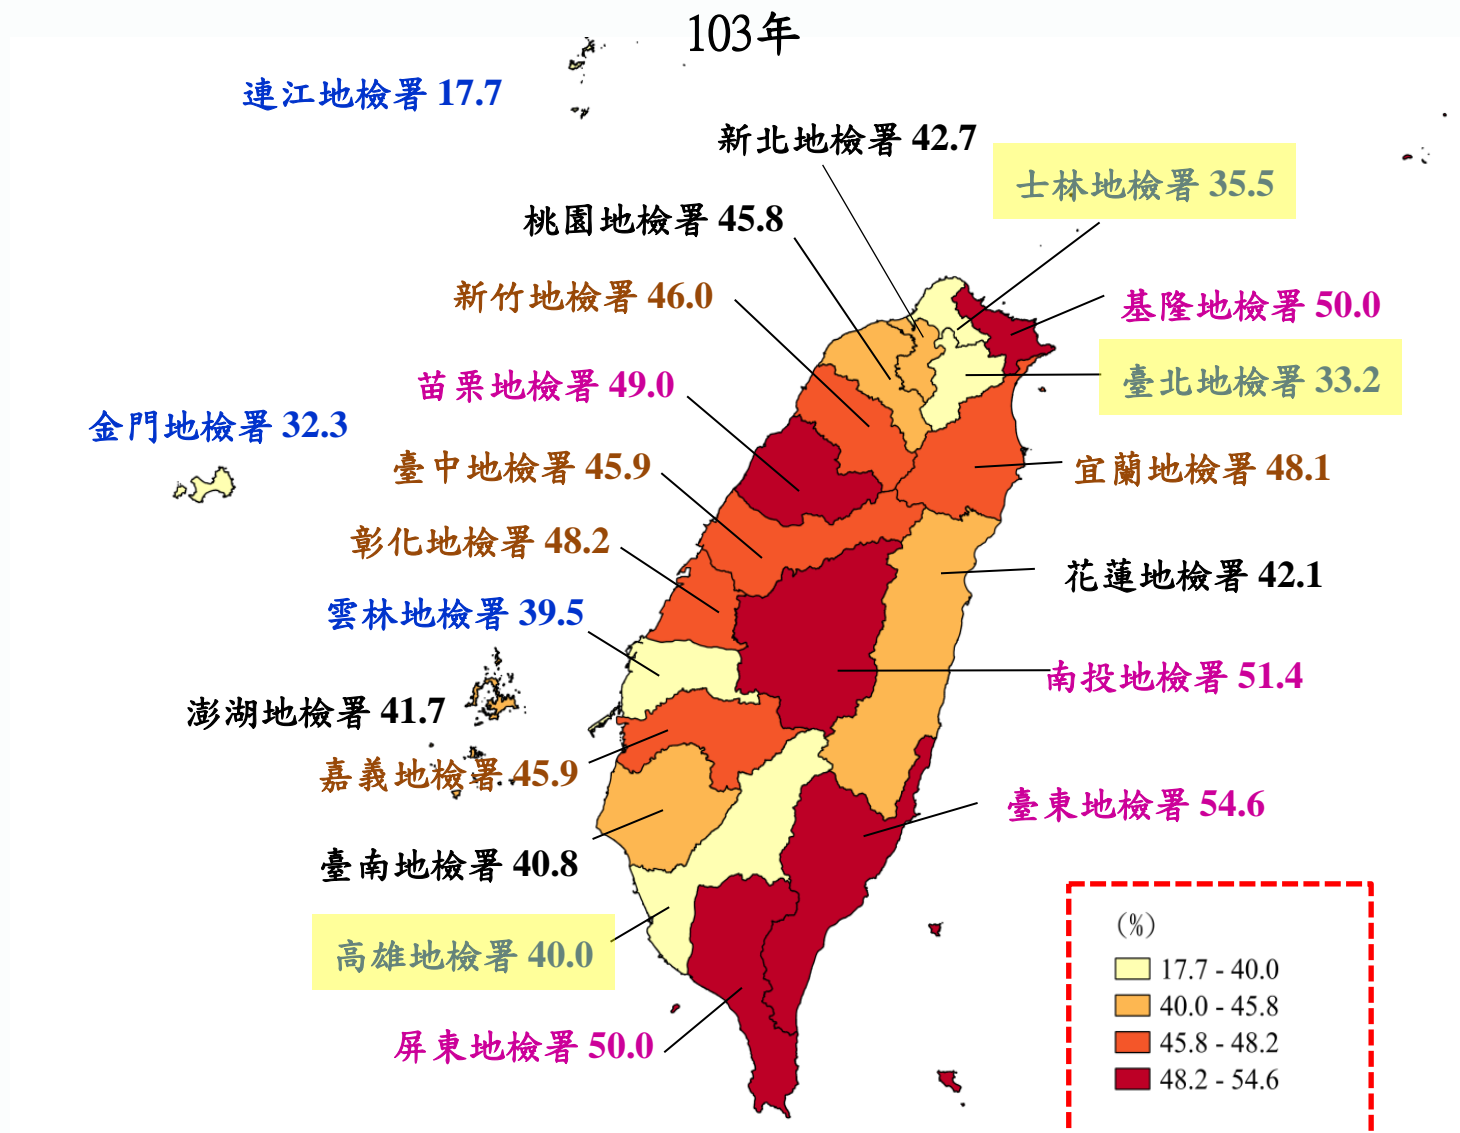 103年
連江地檢署 17.7
新北地檢署 42.7
士林地檢署 35.5
桃園地檢署 45.8
新竹地檢署 46.0
基隆地檢署 50.0
苗栗地檢署 49.0
臺北地檢署 33.2
金門地檢署 32.3
臺中地檢署 45.9
宜蘭地檢署 48.1
彰化地檢署 48.2
花蓮地檢署 42.1
雲林地檢署 39.5
南投地檢署 51.4
澎湖地檢署 41.7
嘉義地檢署 45.9
臺東地檢署 54.6
臺南地檢署 40.8
高雄地檢署 40.0
屏東地檢署 50.0
(%)
17.7 - 40.0
40.0 - 45.8
45.8 - 48.2
48.2 - 54.6